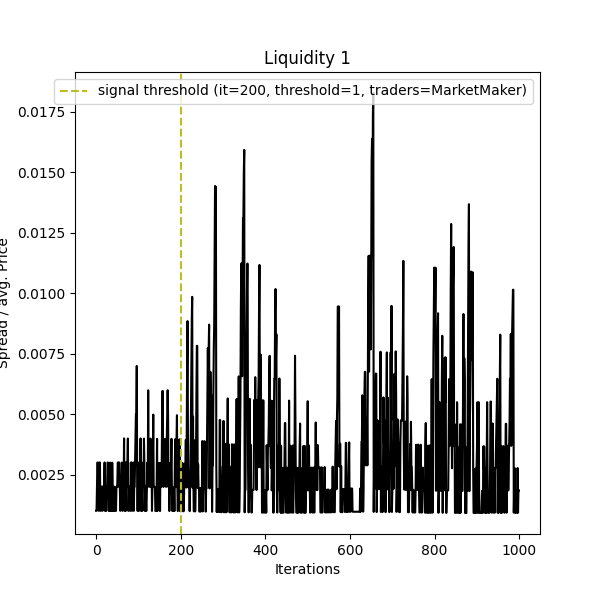 Liquidity 1
signal threshold (it=200, threshold=1, traders=MarketMaker)
0.0175
0.0150
0.0125
0.0100
0.0075
0.0050
0.0025
Spread / avg. Price
0 200 400 600 800 1000
Iterations